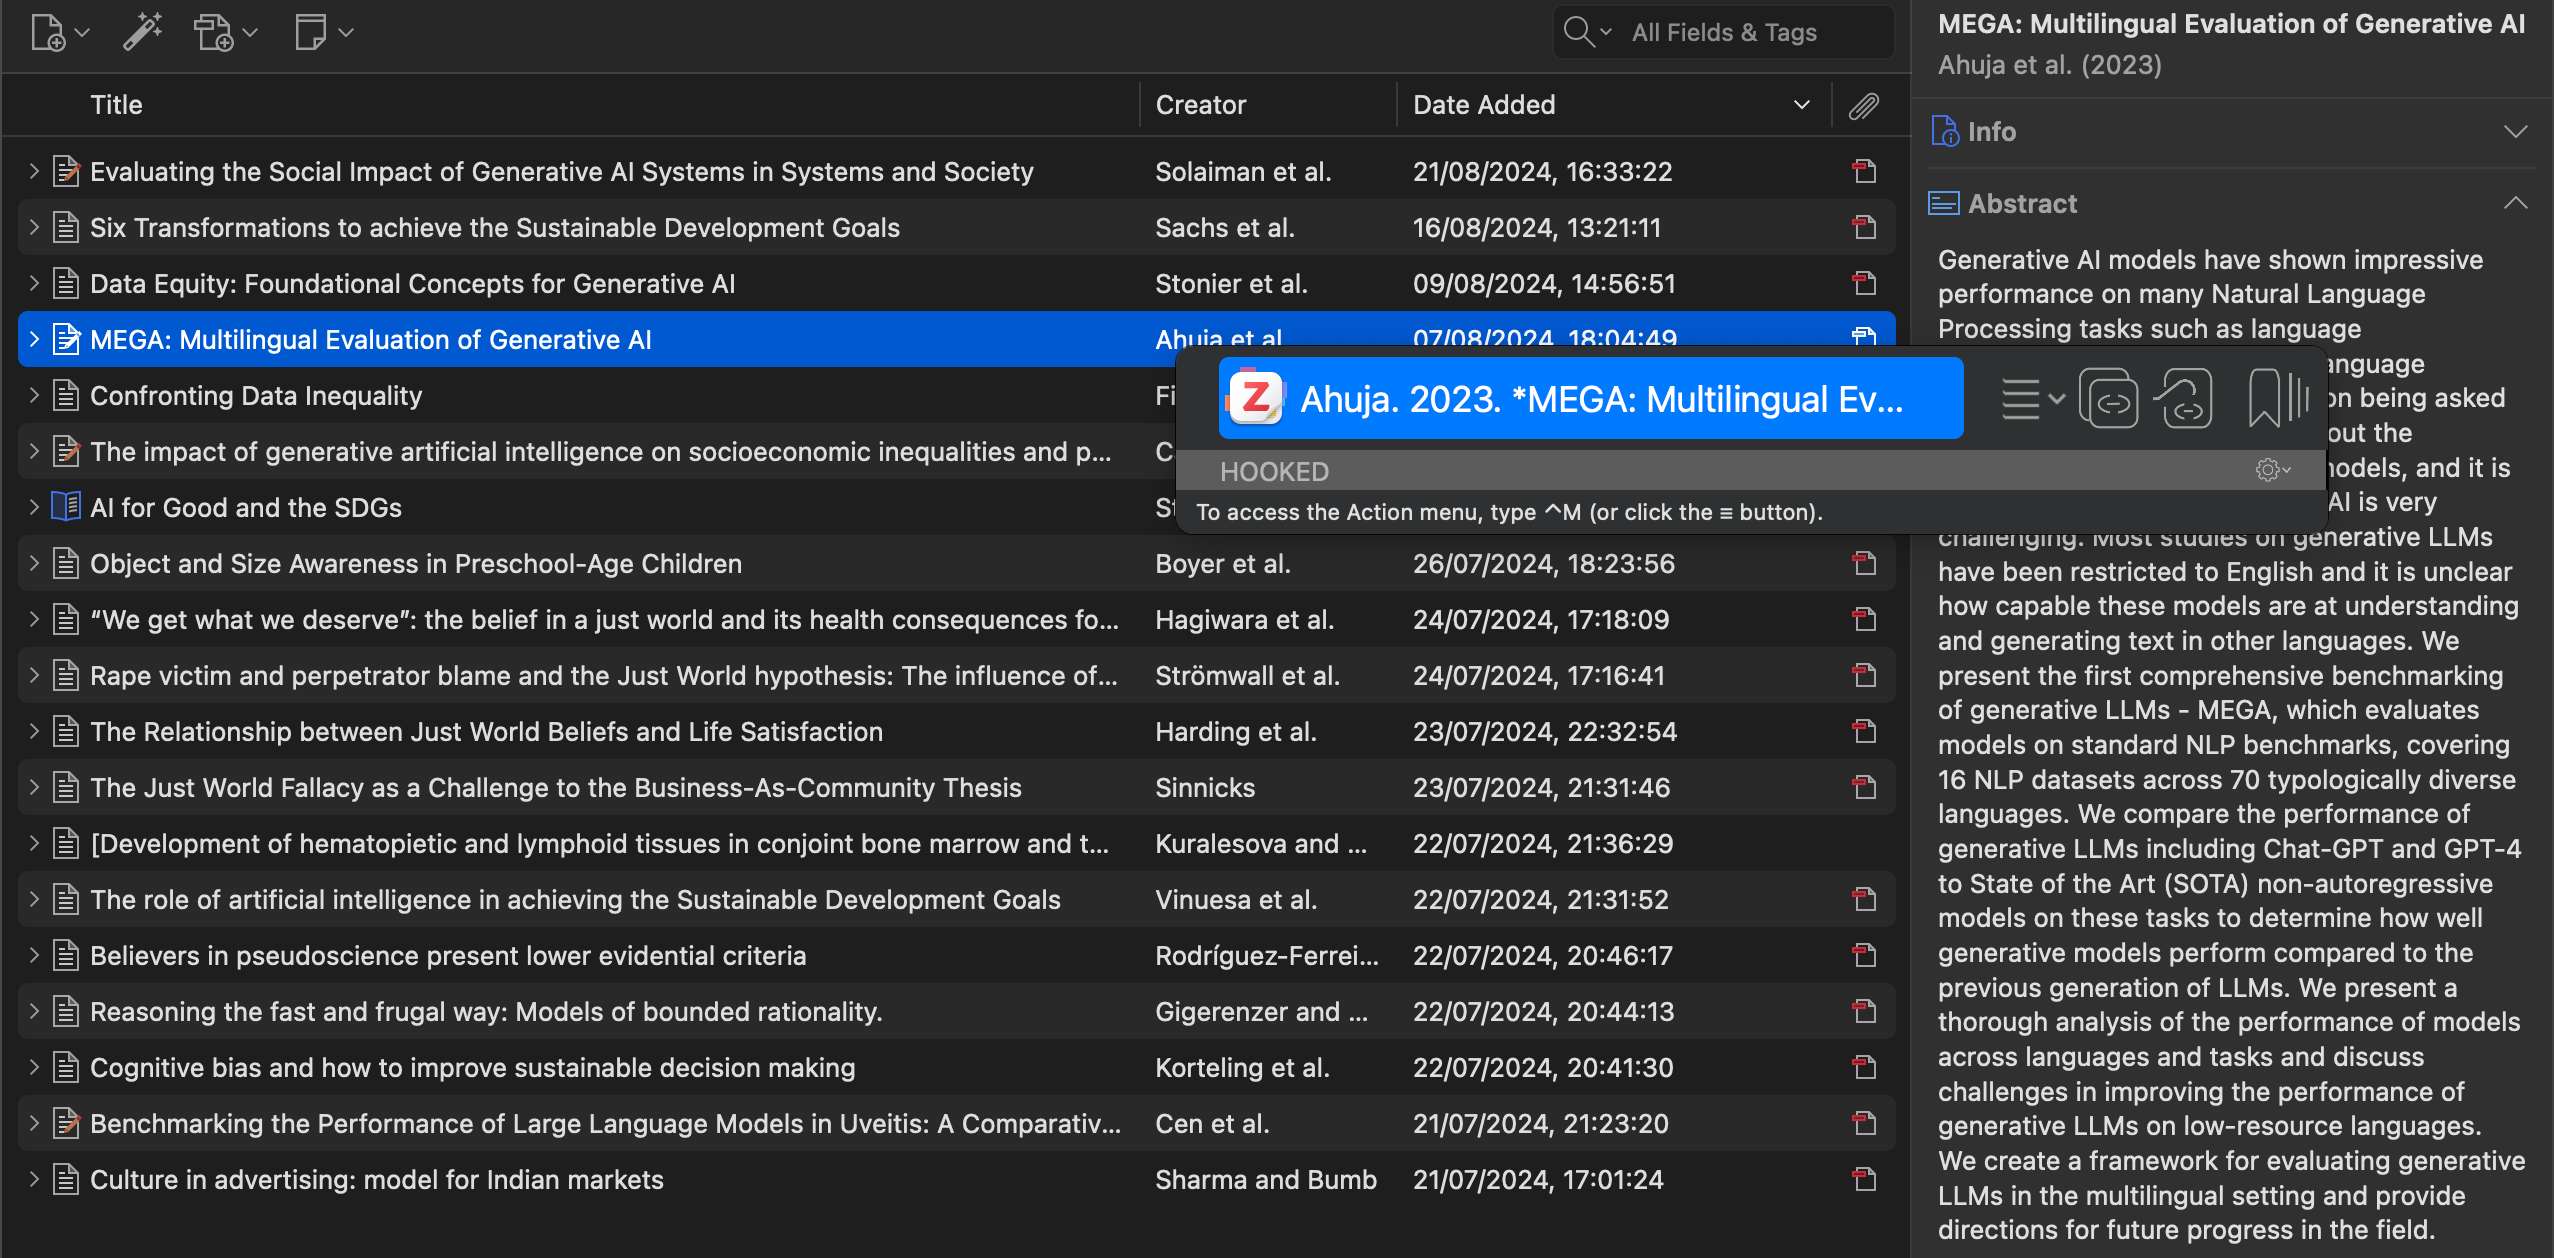 All Fields & Tags
Title Creator Date Added
Evaluating the Social Impact of Generative AI Systems in Systems and Society Solaiman et al. 21/08/2024, 16:33:22
Six Transformations to achieve the Sustainable Development Goals Sachs et al. 16/08/2024, 13:21:11
Data Equity: Foundational Concepts for Generative AI Stonier et al. 09/08/2024, 14:56:51
MEGA: Multilingual Evaluation of Generative AI Ahuja et al. 07/08/2024, 18:04:49
Confronting Data Inequality Fi
The impact of generative artificial intelligence on socioeconomic inequalities and p... C
AI for Good and the SDGs St
Object and Size Awareness in Preschool-Age Children Boyer et al. 26/07/2024, 18:23:56
“We get what we deserve”: the belief in a just world and its health consequences fo... Hagiwara et al. 24/07/2024, 17:18:09
Rape victim and perpetrator blame and the Just World hypothesis: The influence of... Strömwall et al. 24/07/2024, 17:16:41
The Relationship between Just World Beliefs and Life Satisfaction Harding et al. 23/07/2024, 22:32:54
The Just World Fallacy as a Challenge to the Business-As-Community Thesis Sinnicks 23/07/2024, 21:31:46
[Development of hematopietic and lymphoid tissues in conjoint bone marrow and t... Kuralesova and ... 22/07/2024, 21:36:29
The role of artificial intelligence in achieving the Sustainable Development Goals Vinuesa et al. 22/07/2024, 21:31:52
Believers in pseudoscience present lower evidential criteria Rodríguez-Ferrei... 22/07/2024, 20:46:17
Reasoning the fast and frugal way: Models of bounded rationality. Gigerenzer and ... 22/07/2024, 20:44:13
Cognitive bias and how to improve sustainable decision making Korteling et al. 22/07/2024, 20:41:30
Benchmarking the Performance of Large Language Models in Uveitis: A Comparativ... Cen et al. 21/07/2024, 21:23:20
Culture in advertising: model for Indian markets Sharma and Bumb 21/07/2024, 17:01:24
Z Ahuja. 2023. *MEGA: Multilingual Ev...
HOOKED
To access the Action menu, type ^M (or click the ≡ button).
MEGA: Multilingual Evaluation of Generative AI
Ahuja et al. (2023)
Info
Abstract
Generative AI models have shown impressive
performance on many Natural Language
Processing tasks such as language
anguage
on being asked
out the
models, and it is
AI is very
challenging. Most studies on generative LLMs
have been restricted to English and it is unclear
how capable these models are at understanding
and generating text in other languages. We
present the first comprehensive benchmarking
of generative LLMs - MEGA, which evaluates
models on standard NLP benchmarks, covering
16 NLP datasets across 70 typologically diverse
languages. We compare the performance of
generative LLMs including Chat-GPT and GPT-4
to State of the Art (SOTA) non-autoregressive
models on these tasks to determine how well
generative models perform compared to the
previous generation of LLMs. We present a
thorough analysis of the performance of models
across languages and tasks and discuss
challenges in improving the performance of
generative LLMs on low-resource languages.
We create a framework for evaluating generative
LLMs in the multilingual setting and provide
directions for future progress in the field.